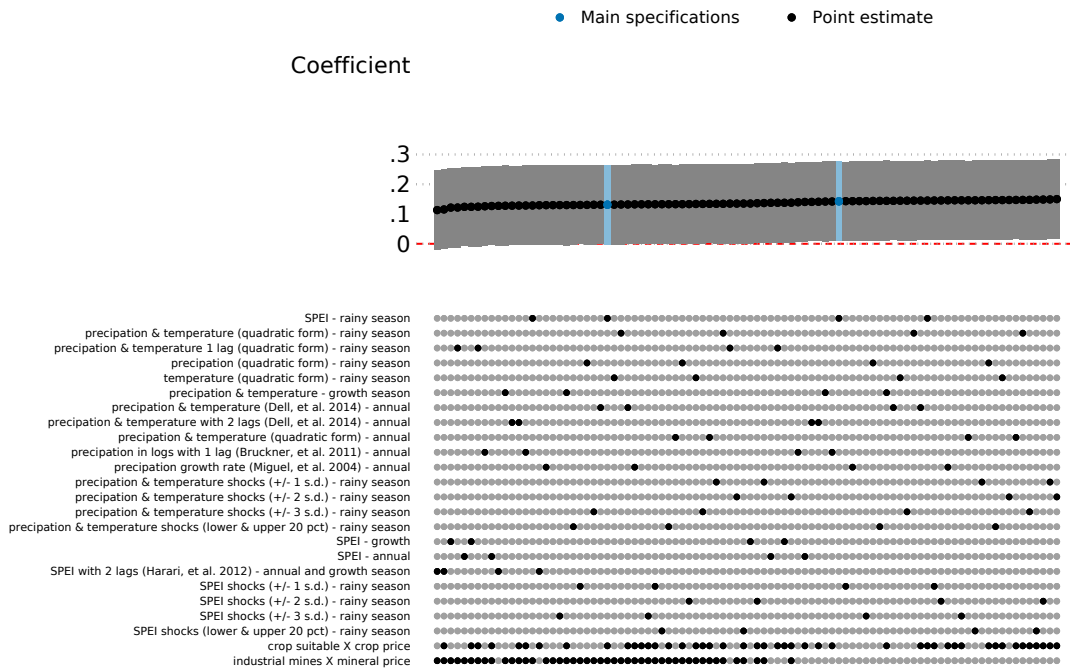 Main specifications
Point estimate
Coefficient
.3
.2
.1
0
SPEI - rainy season
precipation & temperature (quadratic form) - rainy season
precipation & temperature 1 lag (quadratic form) - rainy season
precipation (quadratic form) - rainy season
temperature (quadratic form) - rainy season
precipation & temperature - growth season
precipation & temperature (Dell, et al. 2014) - annual
precipation & temperature with 2 lags (Dell, et al. 2014) - annual
precipation & temperature (quadratic form) - annual
precipation in logs with 1 lag (Bruckner, et al. 2011) - annual
precipation growth rate (Miguel, et al. 2004) - annual
precipation & temperature shocks (+/- 1 s.d.) - rainy season
precipation & temperature shocks (+/- 2 s.d.) - rainy season
precipation & temperature shocks (+/- 3 s.d.) - rainy season
precipation & temperature shocks (lower & upper 20 pct) - rainy season
SPEI - growth
SPEI - annual
SPEI with 2 lags (Harari, et al. 2012) - annual and growth season
SPEI shocks (+/- 1 s.d.) - rainy season
SPEI shocks (+/- 2 s.d.) - rainy season
SPEI shocks (+/- 3 s.d.) - rainy season
SPEI shocks (lower & upper 20 pct) - rainy season
crop suitable X crop price
industrial mines X mineral price